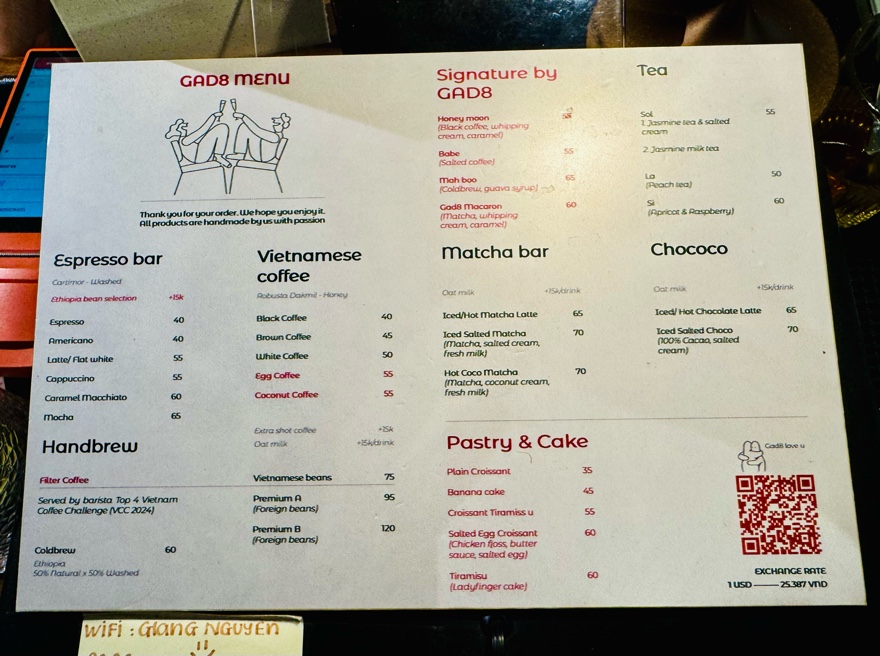 GAD8 MENU
Thank you for your order. We hope you enjoy it.
All products are handmade by us with passion
Signature by
GAD8
Honey moon
(Black coffee, whipping
cream, caramel)
Babe 55
(Salted coffee)
Mah boo 65
(Coldbrew, guava syrup)
Gad8 Macaron 60
(Matcha, whipping
cream, caramel)
Tea
Sol 55
1. Jasmine tea & salted
cream
2. Jasmine milk tea
La 50
(Peach tea)
Si 60
(Apricot & Raspberry)
Espresso bar
Cartimor - Washed
Ethiopia bean selection +15k
Espresso 40
Americano 40
Latte/ Flat white 55
Cappuccino 55
Caramel Macchiato 60
Mocha 65
Vietnamese
coffee
Robusta Dakmil - Honey
Black Coffee 40
Brown Coffee 45
White Coffee 50
Egg Coffee 55
Coconut Coffee 55
Extra shot coffee +15k
Oat milk +15k/drink
Matcha bar
Oat milk +15k/drink
Iced/Hot Matcha Latte 65
Iced Salted Matcha 70
(Matcha, salted cream,
fresh milk)
Hot Coco Matcha 70
(Matcha, coconut cream,
fresh milk)
Chococo
Oat milk +15k/drink
Iced/ Hot Chocolate Latte 65
Iced Salted Choco 70
(100% Cacao, salted
cream)
Handbrew
Filter Coffee
Served by barista Top 4 Vietnam
Coffee Challenge (VCC 2024)
Coldbrew 60
Ethiopia
50% Natural x 50% Washed
Vietnamese beans 75
Premium A 95
(Foreign beans)
Premium B 120
(Foreign beans)
Pastry & Cake
Plain Croissant 35
Banana cake 45
Croissant Tiramiss u 55
Salted Egg Croissant 60
(Chicken floss, butter
sauce, salted egg)
Tiramisu 60
(Ladyfinger cake)
Gad8 love u
EXCHANGE RATE
1 USD ——— 25.387 VND
WIFI : GIANG NGUYEN